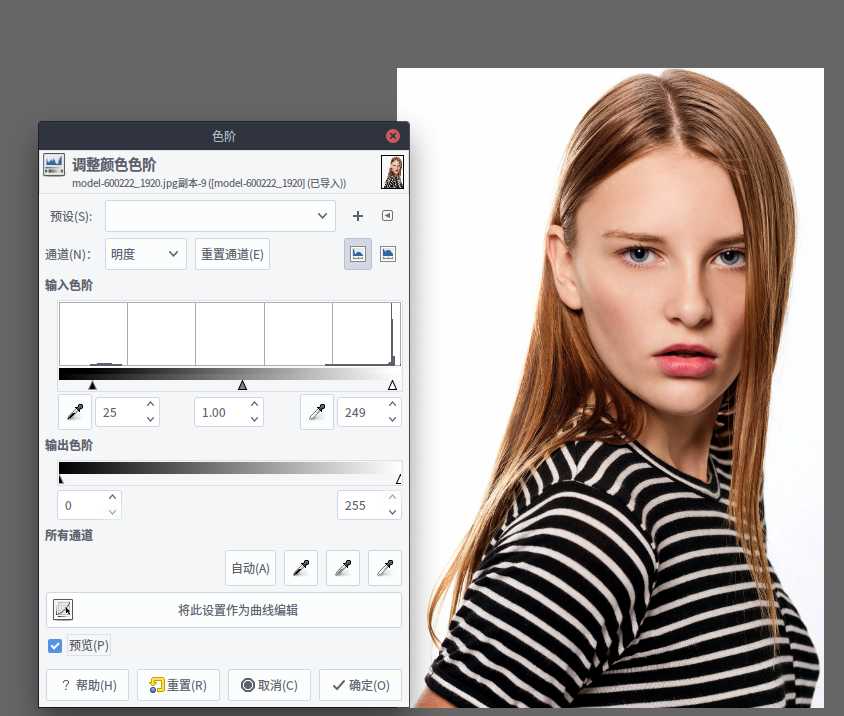 色阶
调整颜色色阶
model-600222_1920.jpg副本-9 ([model-600222_1920] (已导入))
预设(S):
通道(N): 明度 重置通道(E)
输入色阶
25 1.00 249
输出色阶
0 255
所有通道
自动(A)
将此设置作为曲线编辑
预览(P)
? 帮助(H) 重置(R) 取消(C) 确定(O)